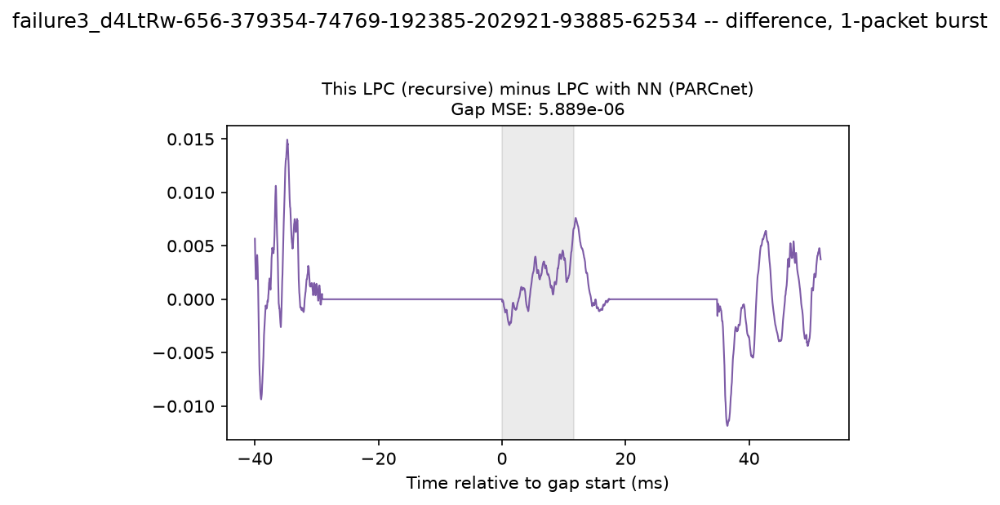 failure3_d4LtRw-656-379354-74769-192385-202921-93885-62534 -- difference, 1-packet burst
This LPC (recursive) minus LPC with NN (PARCnet)
Gap MSE: 5.889e-06
0.015
0.010
0.005
0.000
−0.005
−0.010
−40
−20
0
20
40
Time relative to gap start (ms)